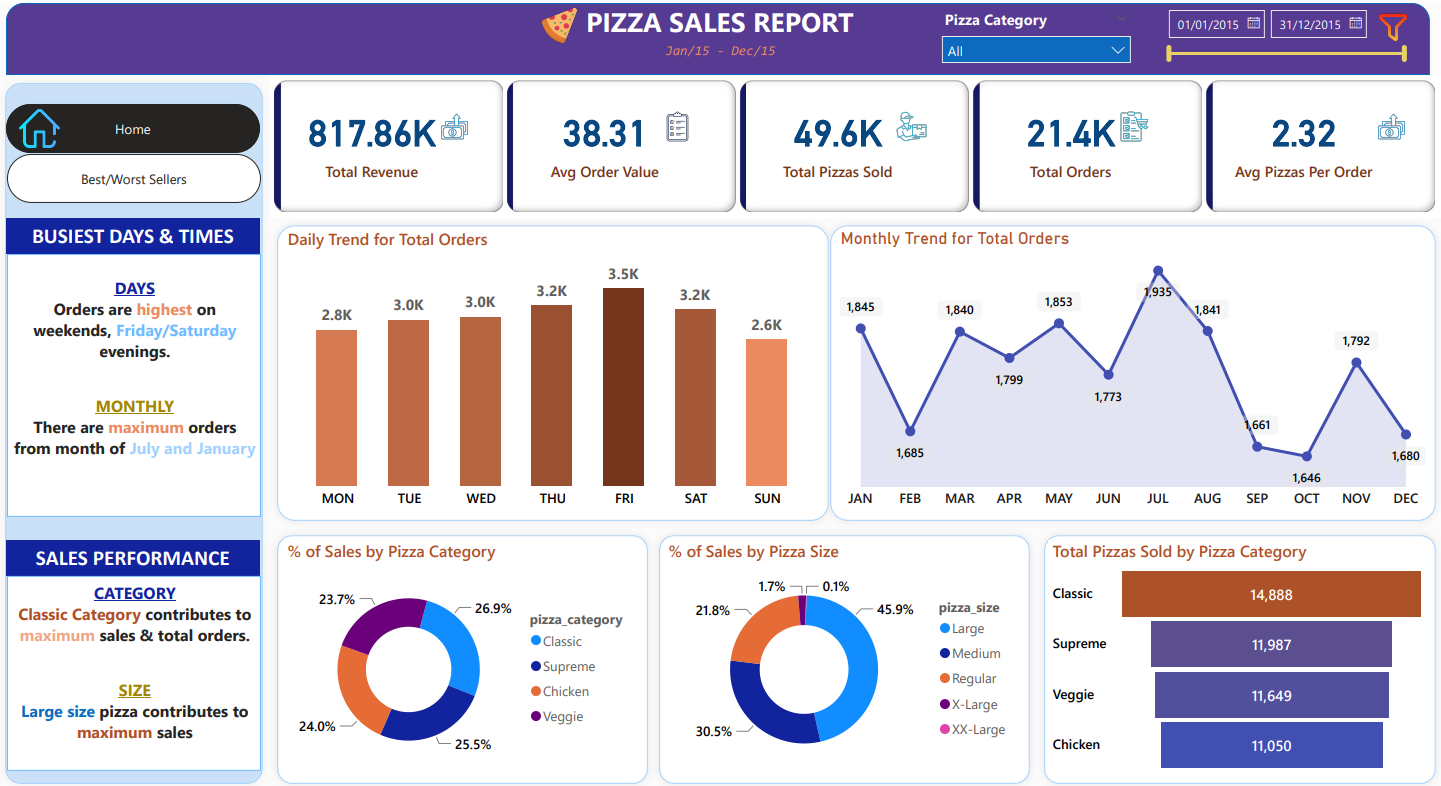 PIZZA SALES REPORT
Jan/15 - Dec/15
Pizza Category
All
01/01/2015
31/12/2015
Home
Best/Worst Sellers
817.86K
Total Revenue
38.31
Avg Order Value
49.6K
Total Pizzas Sold
21.4K
Total Orders
2.32
Avg Pizzas Per Order
BUSIEST DAYS & TIMES
DAYS
Orders are highest on
weekends, Friday/Saturday
evenings.
MONTHLY
There are maximum orders
from month of July and January
SALES PERFORMANCE
CATEGORY
Classic Category contributes to
maximum sales & total orders.
SIZE
Large size pizza contributes to
maximum sales
Daily Trend for Total Orders
2.8K
3.0K
3.0K
3.2K
3.5K
3.2K
2.6K
MON
TUE
WED
THU
FRI
SAT
SUN
Monthly Trend for Total Orders
1,845
1,685
1,840
1,799
1,853
1,773
1,935
1,841
1,661
1,646
1,792
1,680
JAN
FEB
MAR
APR
MAY
JUN
JUL
AUG
SEP
OCT
NOV
DEC
% of Sales by Pizza Category
23.7%
26.9%
24.0%
25.5%
pizza_category
Classic
Supreme
Chicken
Veggie
% of Sales by Pizza Size
1.7%
0.1%
21.8%
45.9%
30.5%
pizza_size
Large
Medium
Regular
X-Large
XX-Large
Total Pizzas Sold by Pizza Category
Classic
14,888
Supreme
11,987
Veggie
11,649
Chicken
11,050